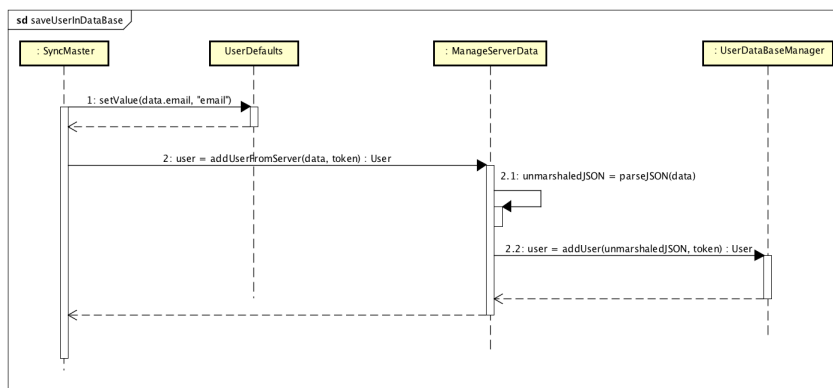 sd saveUserInDataBase
: SyncMaster
UserDefaults
: ManageServerData
: UserDataBaseManager
1: setValue(data.email, "email")
2: user = addUserFromServer(data, token) : User
2.1: unmarshaledJSON = parseJSON(data)
2.2: user = addUser(unmarshaledJSON, token) : User